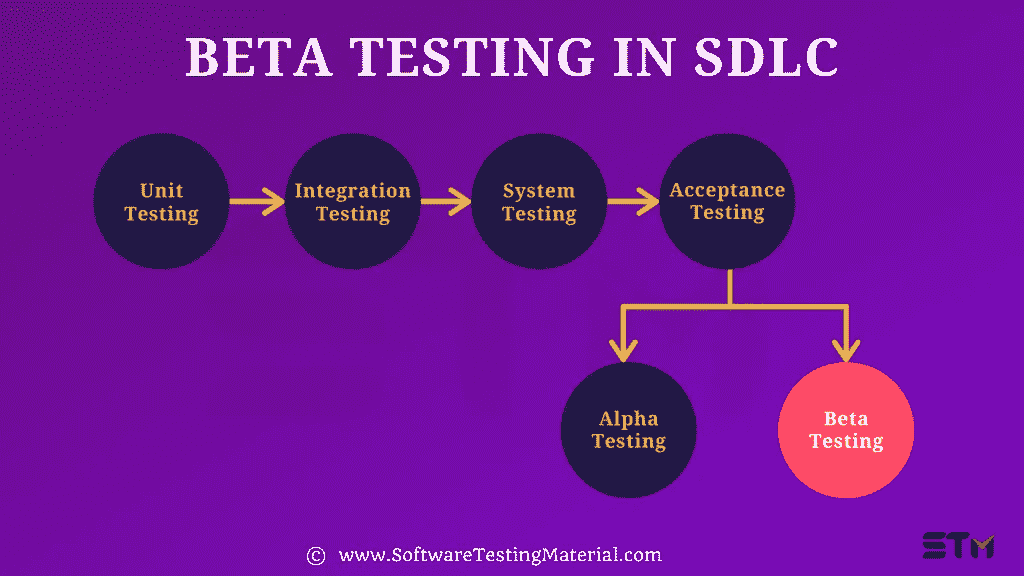 BETA TESTING IN SDLC
Unit
Testing
Integration
Testing
System
Testing
Acceptance
Testing
Alpha
Testing
Beta
Testing
© www.SoftwareTestingMaterial.com
STM